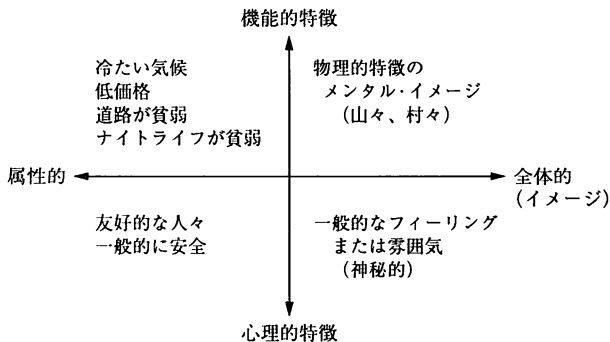 機能的特徴
冷たい気候
低価格
道路が貧弱
ナイトライフが貧弱
物理的特徴の
メンタル・イメージ
（山々、村々）
属性的
全体的
（イメージ）
友好的な人々
一般的に安全
一般的なフィーリング
または雰囲気
（神秘的）
心理的特徴